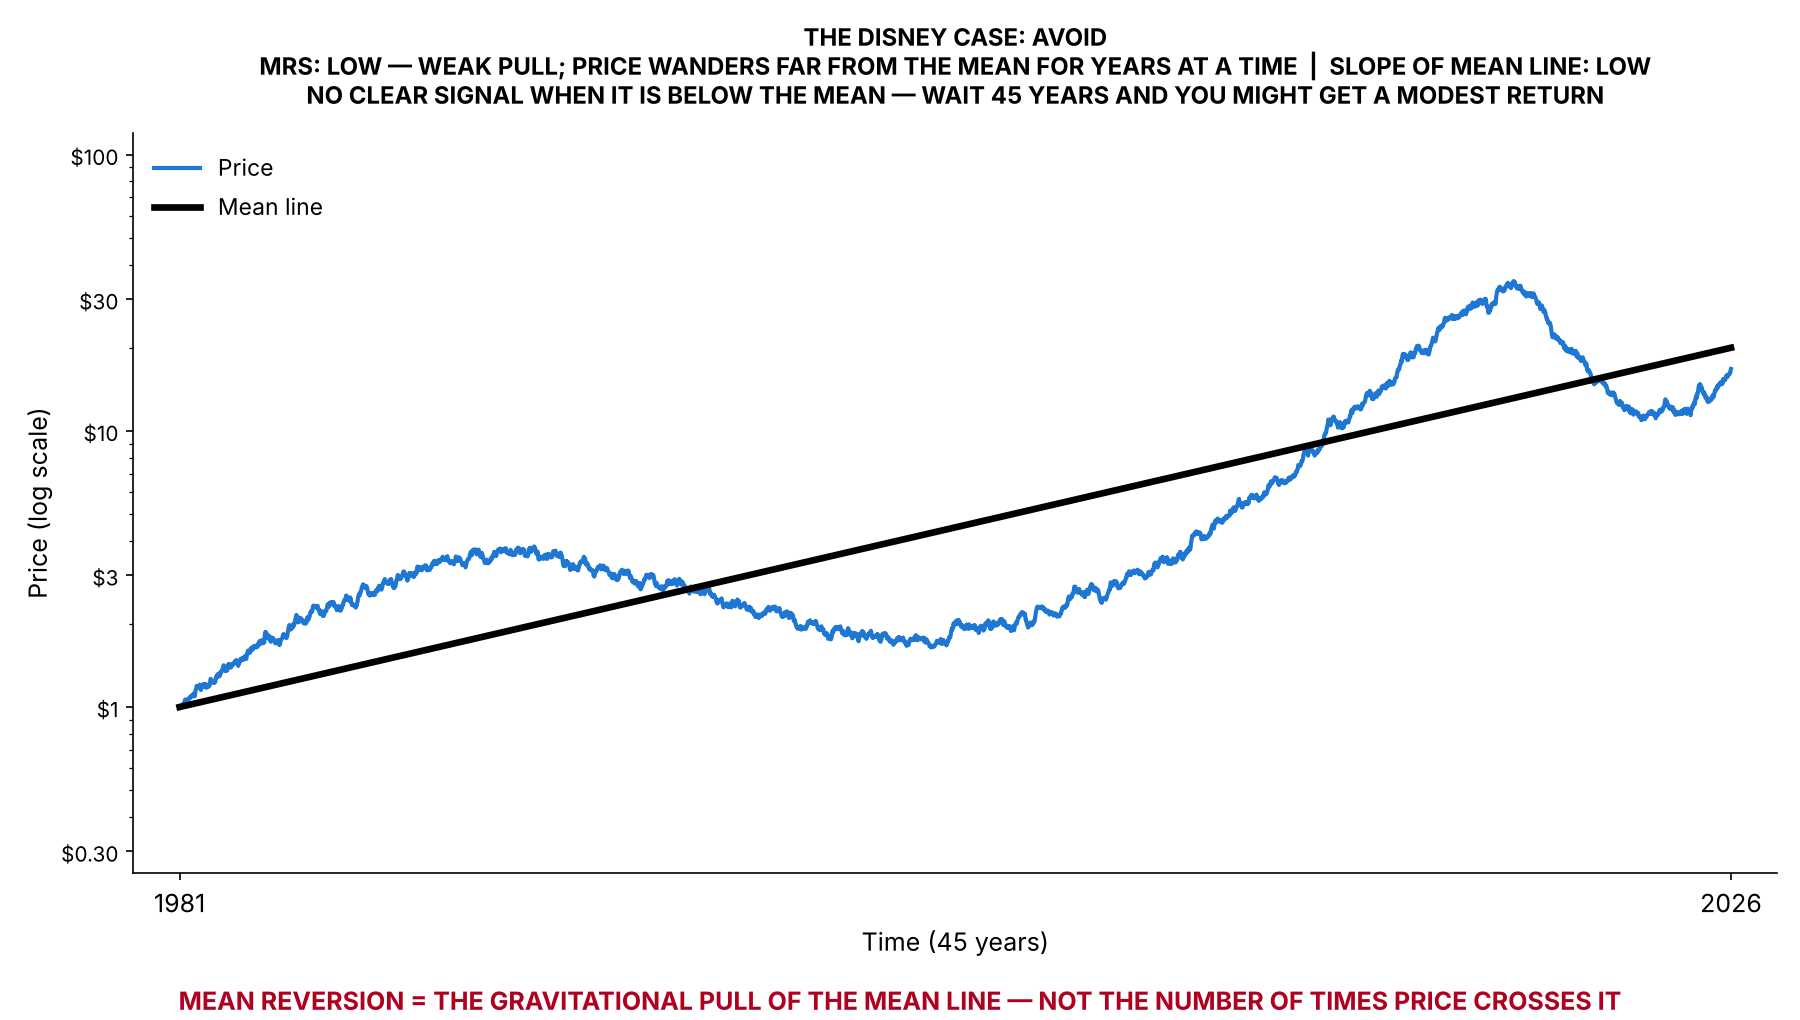 THE DISNEY CASE: AVOID
MRS: LOW — WEAK PULL; PRICE WANDERS FAR FROM THE MEAN FOR YEARS AT A TIME | SLOPE OF MEAN LINE: LOW
NO CLEAR SIGNAL WHEN IT IS BELOW THE MEAN — WAIT 45 YEARS AND YOU MIGHT GET A MODEST RETURN
Price
Mean line
Price (log scale)
$100
$30
$10
$3
$1
$0.30
1981
2026
Time (45 years)
MEAN REVERSION = THE GRAVITATIONAL PULL OF THE MEAN LINE — NOT THE NUMBER OF TIMES PRICE CROSSES IT